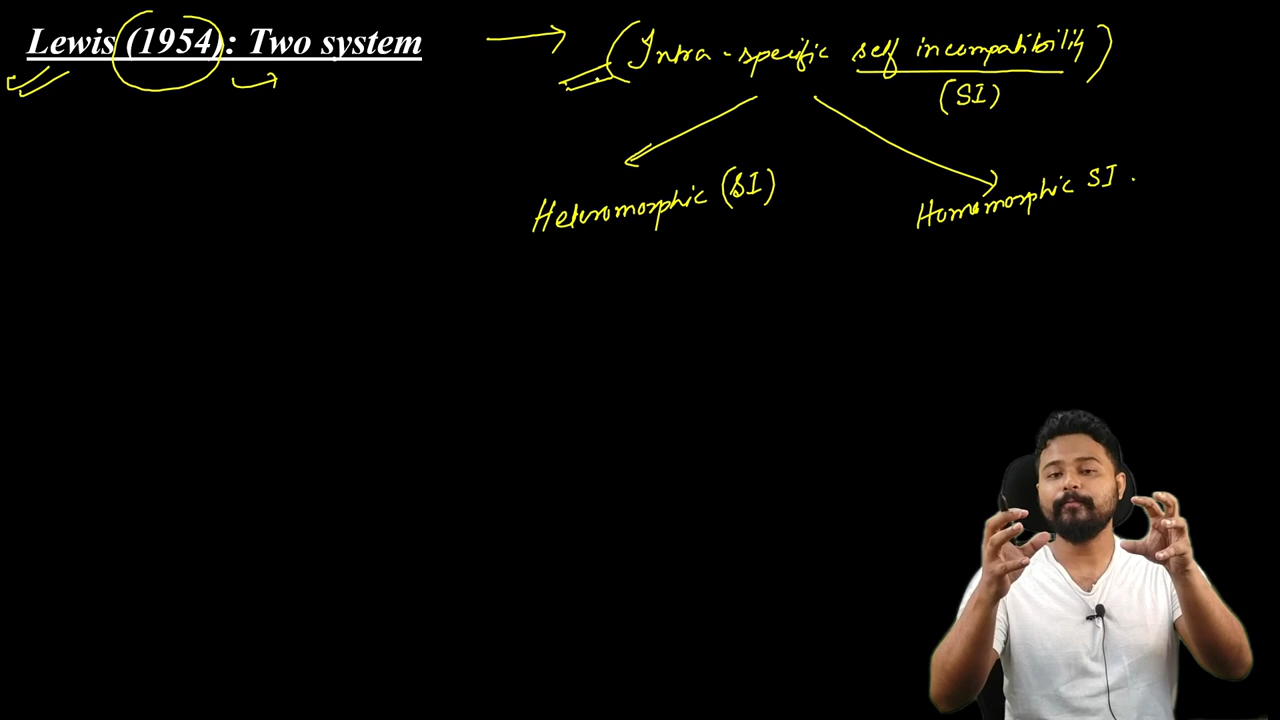 Lewis (1954): Two system
(Intra-specific self incompatibility)
(SI)
Heteromorphic (SI)
Homomorphic SI.